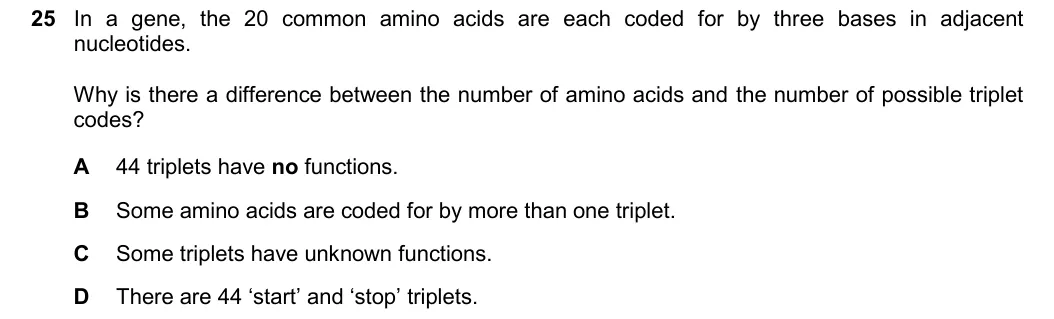 25 In a gene, the 20 common amino acids are each coded for by three bases in adjacent
nucleotides.
Why is there a difference between the number of amino acids and the number of possible triplet
codes?
A 44 triplets have no functions.
B Some amino acids are coded for by more than one triplet.
C Some triplets have unknown functions.
D There are 44 ‘start’ and ‘stop’ triplets.